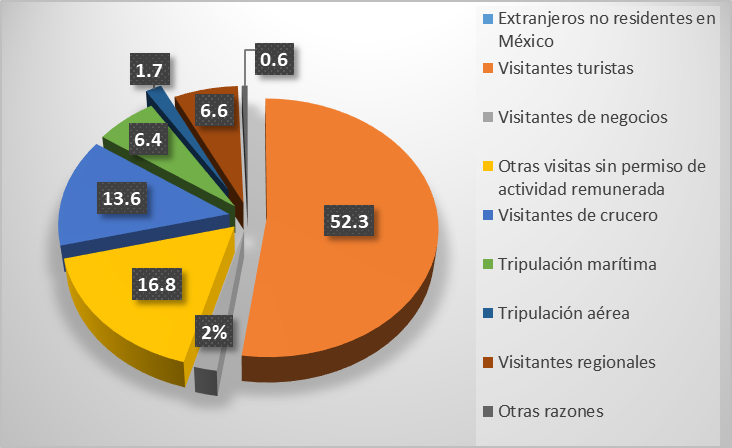 0.6
1.7
6.6
6.4
13.6
52.3
16.8
2%
Extranjeros no residentes en
México
Visitantes turistas
Visitantes de negocios
Otras visitas sin permiso de
actividad remunerada
Visitantes de crucero
Tripulación marítima
Tripulación aérea
Visitantes regionales
Otras razones